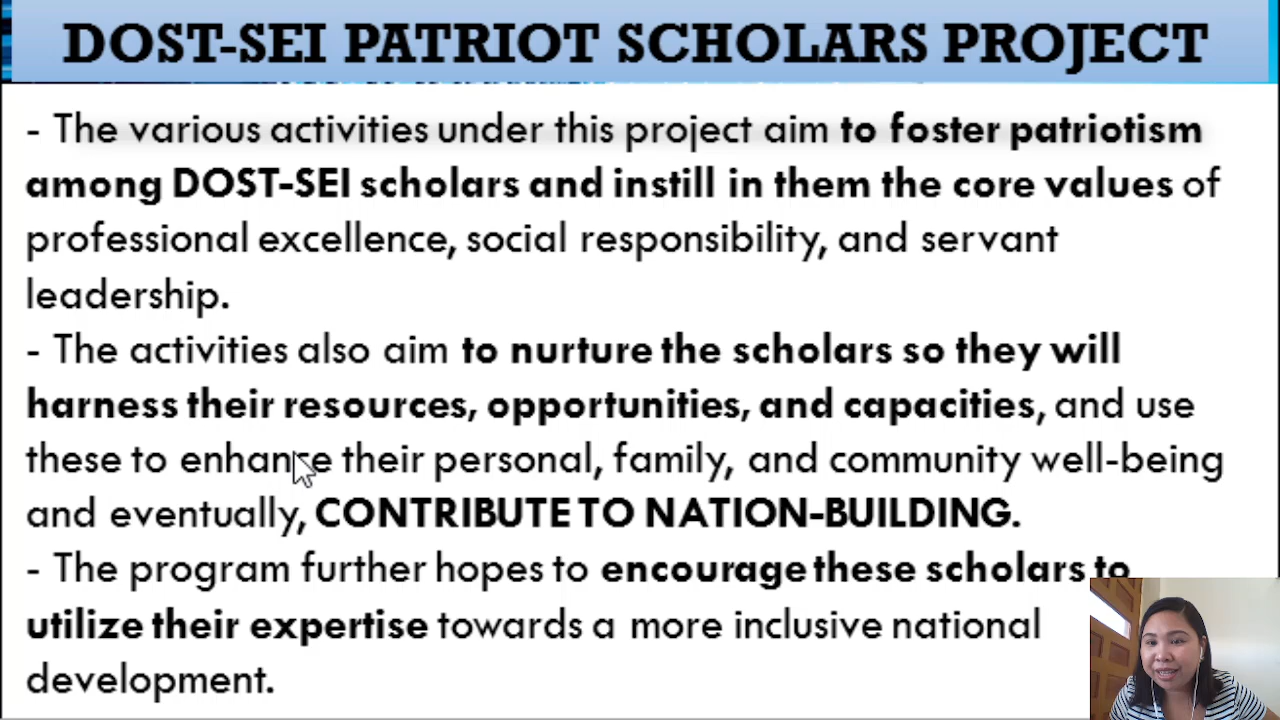 DOST-SEI PATRIOT SCHOLARS PROJECT
- The various activities under this project aim to foster patriotism
among DOST-SEI scholars and instill in them the core values of
professional excellence, social responsibility, and servant
leadership.
- The activities also aim to nurture the scholars so they will
harness their resources, opportunities, and capacities, and use
these to enhance their personal, family, and community well-being
and eventually, CONTRIBUTE TO NATION-BUILDING.
- The program further hopes to encourage these scholars to
utilize their expertise towards a more inclusive national
development.